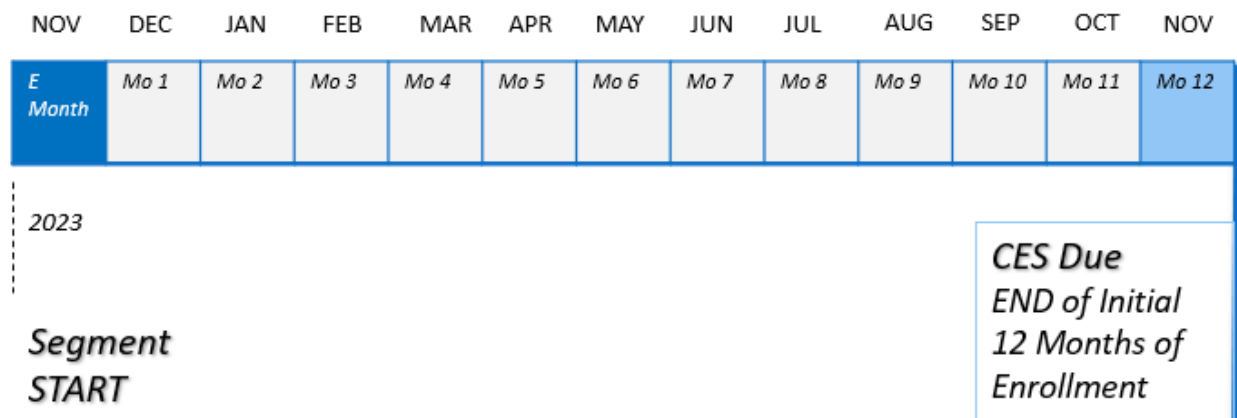 NOV DEC JAN FEB MAR APR MAY JUN JUL AUG SEP OCT NOV
E Mo 1 Mo 2 Mo 3 Mo 4 Mo 5 Mo 6 Mo 7 Mo 8 Mo 9 Mo 10 Mo 11 Mo 12
Month
2023
Segment
START
CES Due
END of Initial
12 Months of
Enrollment